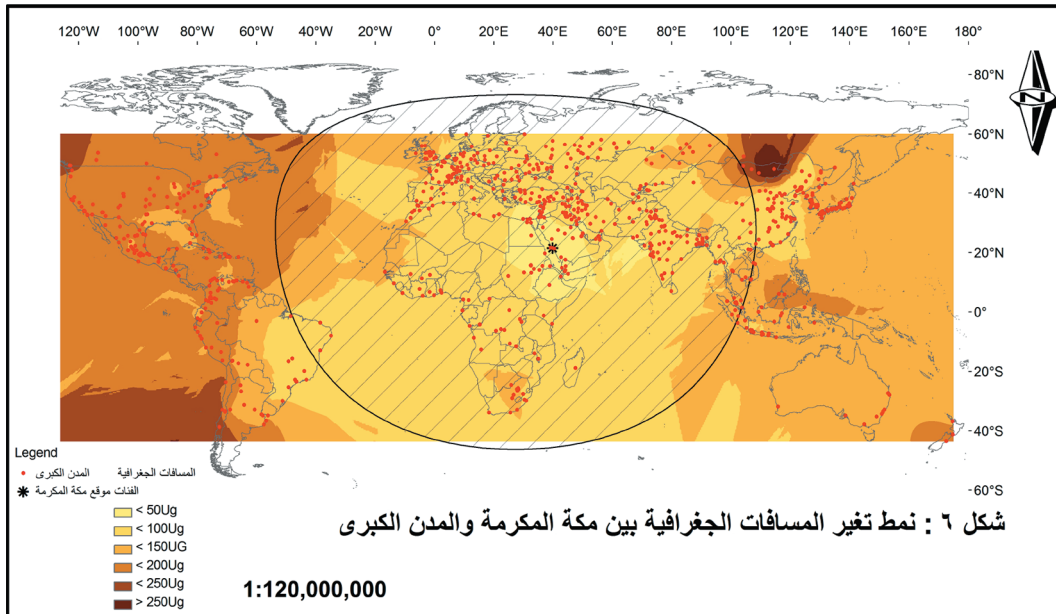 120°W 100°W 80°W 60°W 40°W 20°W 0° 20°E 40°E 60°E 80°E 100°E 120°E 140°E 160°E 180°
N
80°N
60°N
40°N
20°N
0°
20°S
40°S
60°S
Legend
المدن الكبرى المسافات الجغرافية
الفئات موقع مكة المكرمة
< 50Ug
< 100Ug
< 150UG
< 200Ug
< 250Ug
> 250Ug
شكل ٦ : نمط تغير المسافات الجغرافية بين مكة المكرمة والمدن الكبرى
1:120,000,000